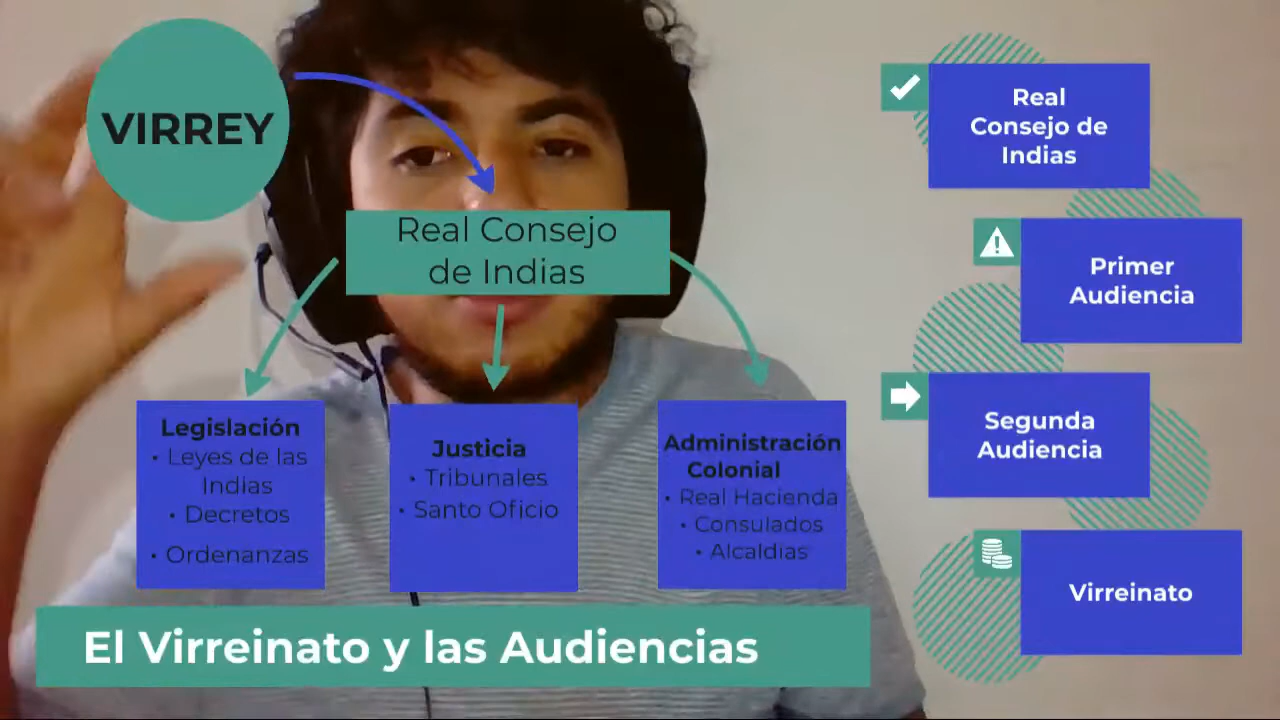 VIRREY
Real Consejo
de Indias
Legislación
• Leyes de las
Indias
• Decretos
• Ordenanzas
Justicia
• Tribunales
• Santo Oficio
Administración
Colonial
• Real Hacienda
• Consulados
• Alcaldías
El Virreinato y las Audiencias
Real
Consejo de
Indias
Primer
Audiencia
Segunda
Audiencia
Virreinato